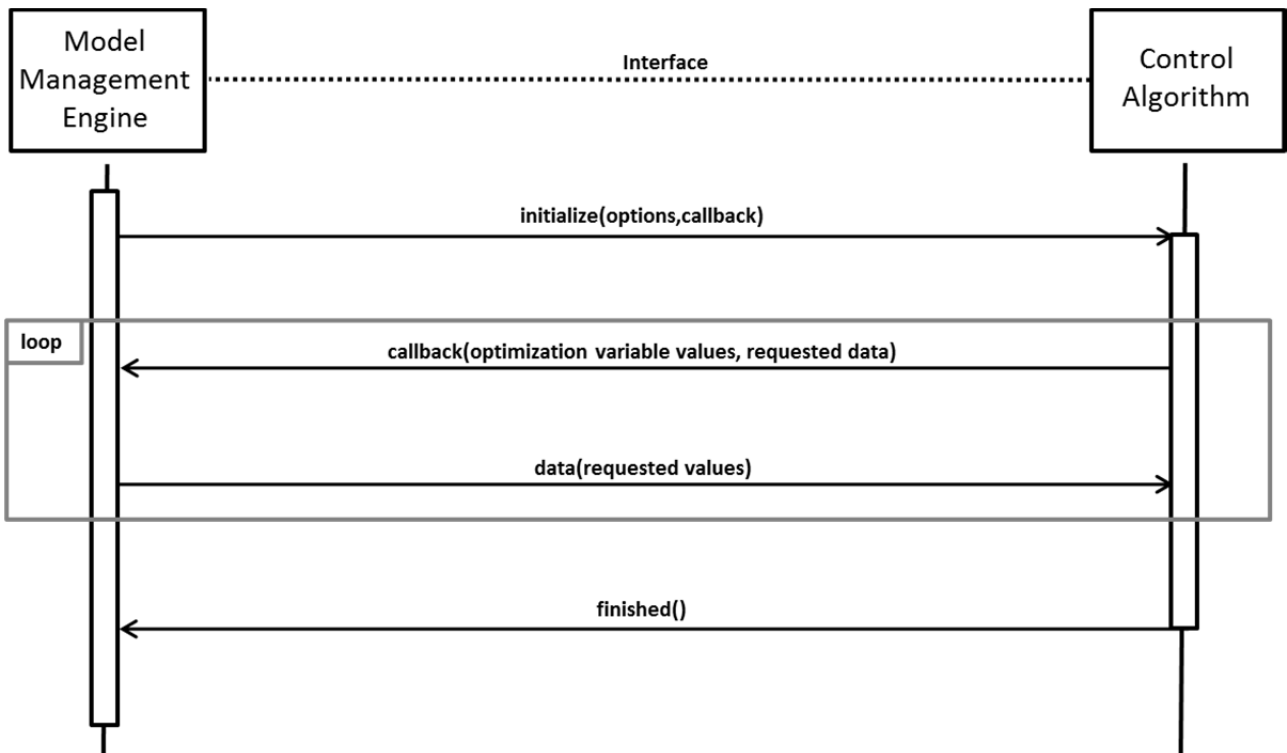 Model
Management
Engine
Interface
Control
Algorithm
initialize(options,callback)
loop
callback(optimization variable values, requested data)
data(requested values)
finished()